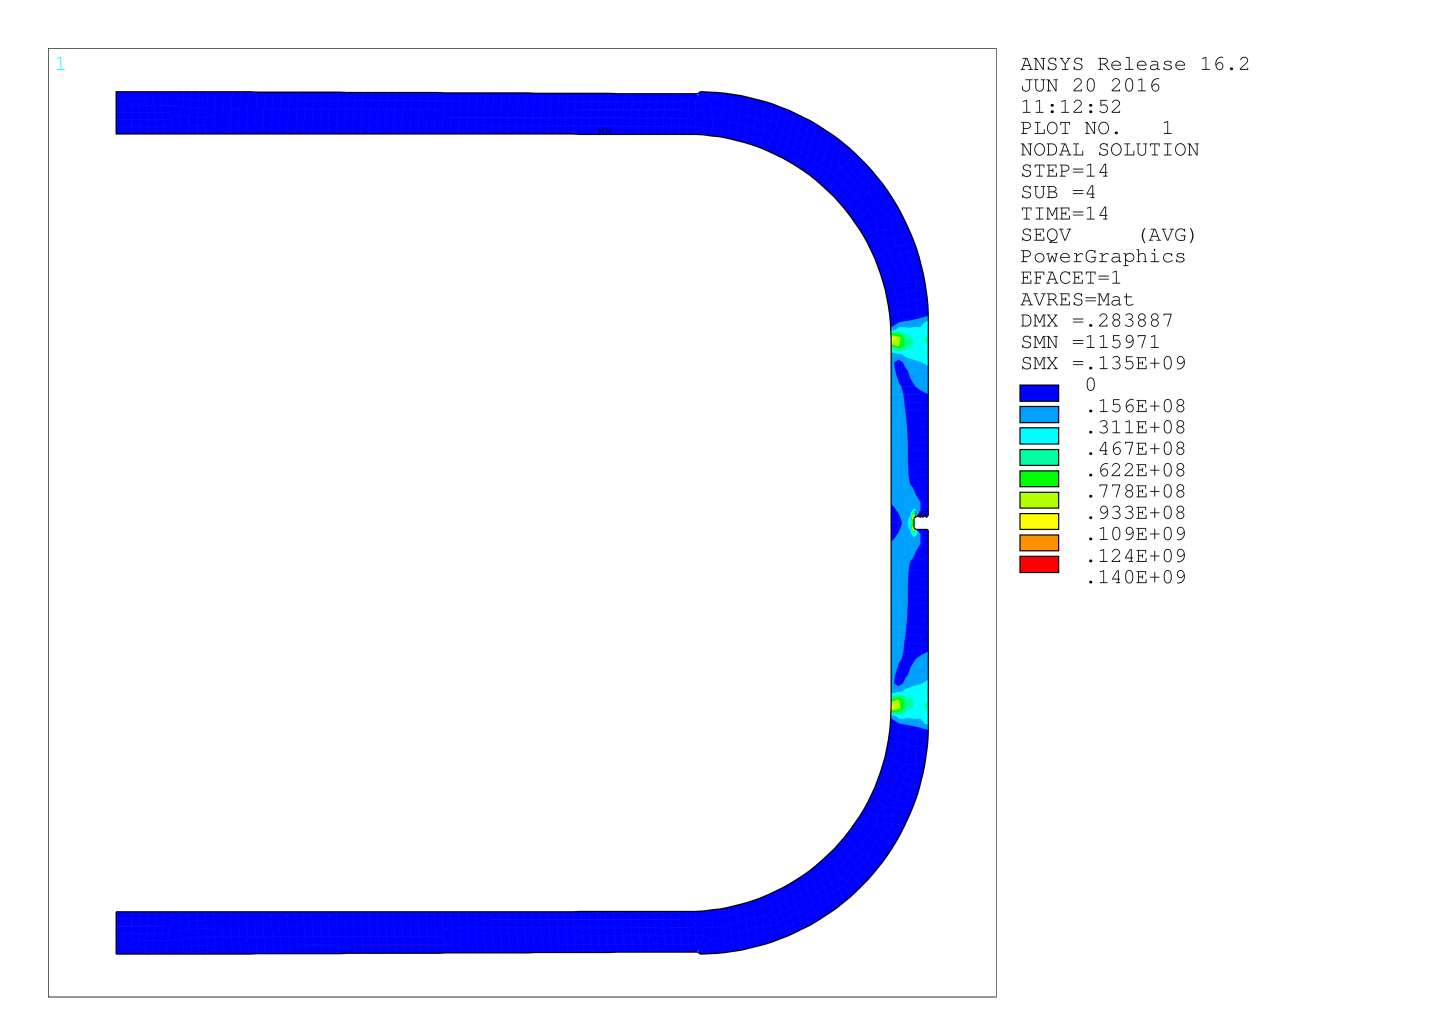 1
ANSYS Release 16.2
JUN 20 2016
11:12:52
PLOT NO.   1
NODAL SOLUTION
STEP=14
SUB =4
TIME=14
SEQV      (AVG)
PowerGraphics
EFACET=1
AVRES=Mat
DMX =.283887
SMN =115971
SMX =.135E+09
0
.156E+08
.311E+08
.467E+08
.622E+08
.778E+08
.933E+08
.109E+09
.124E+09
.140E+09
MN